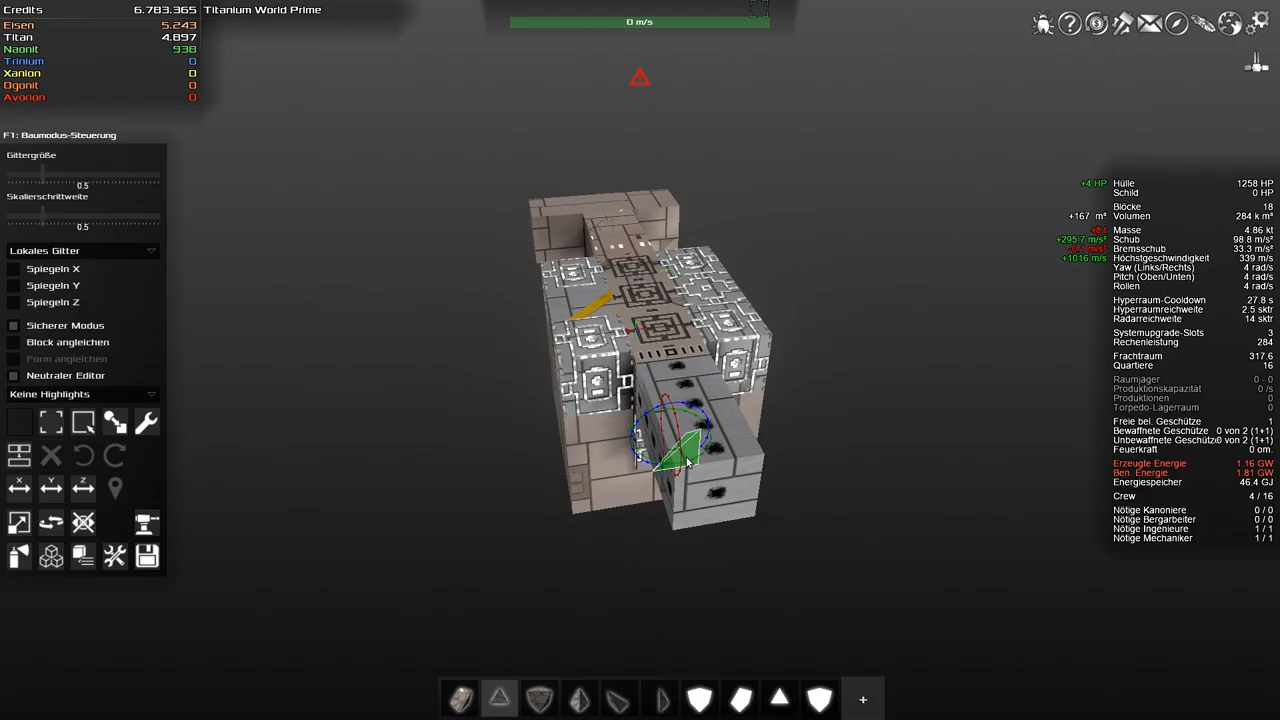 Credits 6.783.365 Titanium World Prime
Eisen 5.243
Titan 4.897
Naonit 938
Trinium 0
Xanion 0
Ogonit 0
Avorion 0
0 m/s
F1: Baumodus-Steuerung
Gittergröße
0.5
Skalierschrittweite
0.5
Lokales Gitter
Spiegeln X
Spiegeln Y
Spiegeln Z
Sicherer Modus
Block angleichen
Form angleichen
Neutraler Editor
Keine Highlights
X Y Z
+4 HP Hülle 1258 HP
Schild 0 HP
Blöcke 18
+167 m³ Volumen 284 k m³
Masse 4.86 kt
+295.7 m/s² Schub 98.8 m/s²
Bremsschub 33.3 m/s²
+1016 m/s Höchstgeschwindigkeit 339 m/s
Yaw (Links/Rechts) 4 rad/s
Pitch (Oben/Unten) 4 rad/s
Rollen 4 rad/s
Hyperraum-Cooldown 27.8 s
Hyperraumreichweite 2.5 sktr
Radarreichweite 14 sktr
Systemupgrade-Slots 3
Rechenleistung 284
Frachtraum 317.6
Quartiere 16
Raumjäger 0 - 0
Produktionskapazität 0 / 0
Produktionen 0
Torpedo-Lagerraum 0 - 0
Freie bel. Geschütze 1
Bewaffnete Geschütze 0 von 2 (1+1)
Unbewaffnete Geschütze 0 von 2 (1+1)
Feuerkraft 0 om.
Erzeugte Energie 1.16 GW
Ben. Energie 1.81 GW
Energiespeicher 46.4 GJ
Crew 4 / 16
Nötige Kanoniere 0 / 0
Nötige Bergarbeiter 0 / 0
Nötige Ingenieure 1 / 1
Nötige Mechaniker 1 / 1
+